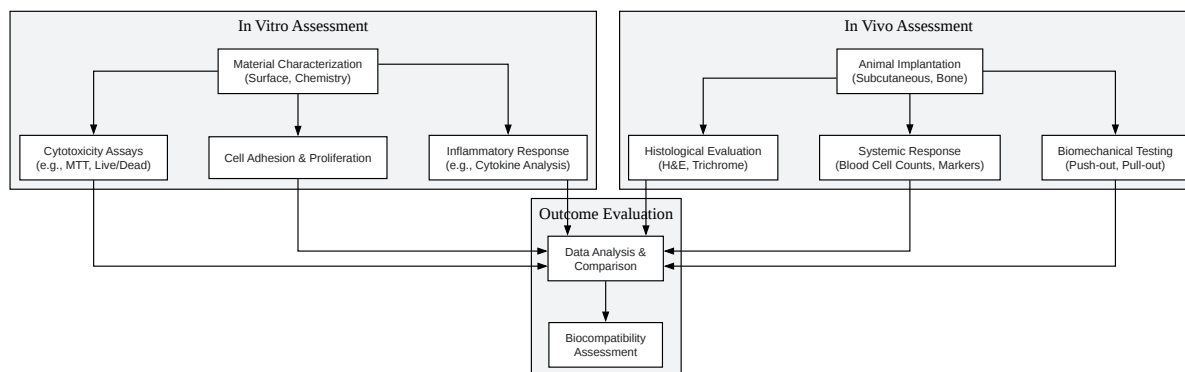 In Vitro Assessment
Material Characterization
(Surface, Chemistry)
Cytotoxicity Assays
(e.g., MTT, Live/Dead)
Cell Adhesion & Proliferation
Inflammatory Response
(e.g., Cytokine Analysis)
In Vivo Assessment
Animal Implantation
(Subcutaneous, Bone)
Histological Evaluation
(H&E, Trichrome)
Systemic Response
(Blood Cell Counts, Markers)
Biomechanical Testing
(Push-out, Pull-out)
Outcome Evaluation
Data Analysis &
Comparison
Biocompatibility
Assessment